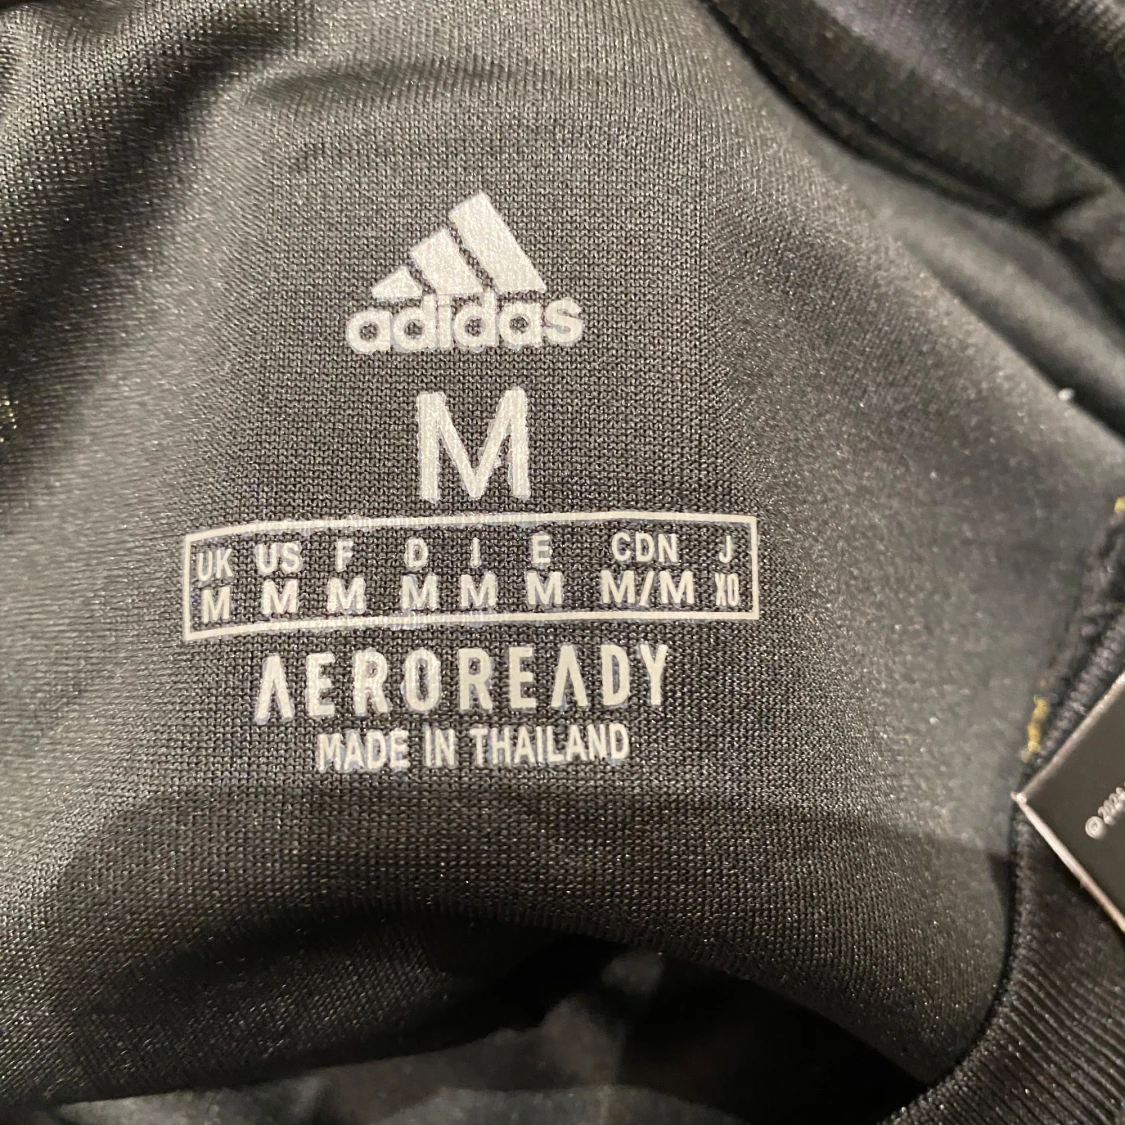 adidas
M
UK US F D I E CDN J
M M M M M M M/M XO
AEROREADY
MADE IN THAILAND
©